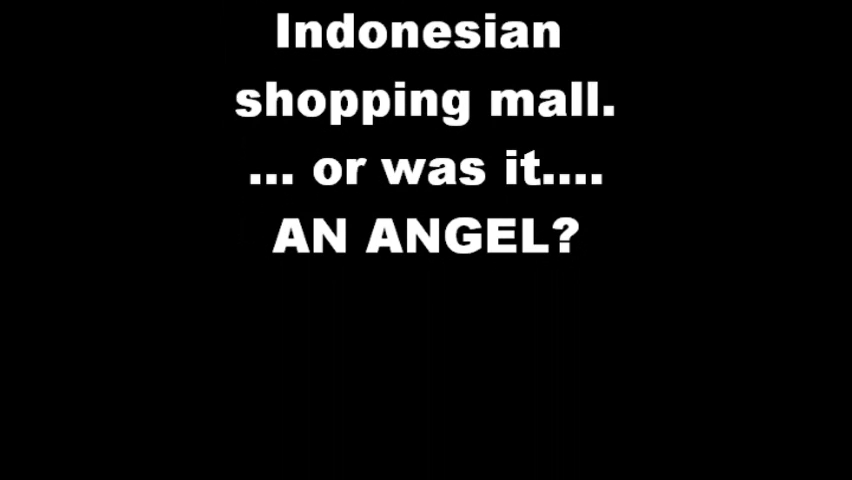 Indonesian
shopping mall.
... or was it....
AN ANGEL?